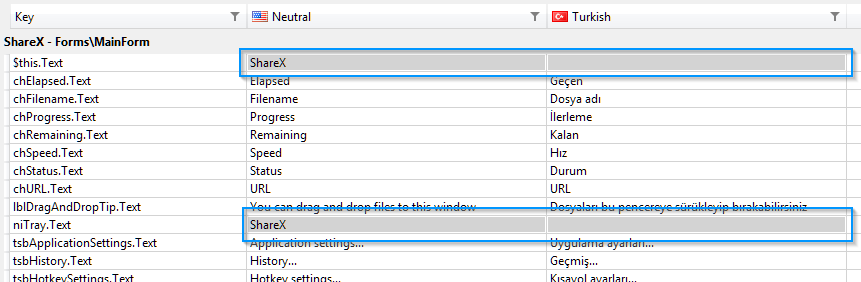 Key Neutral Turkish
ShareX - Forms\MainForm
$this.Text ShareX
chElapsed.Text Elapsed Geçen
chFilename.Text Filename Dosya adı
chProgress.Text Progress İlerleme
chRemaining.Text Remaining Kalan
chSpeed.Text Speed Hız
chStatus.Text Status Durum
chURL.Text URL URL
lblDragAndDropTip.Text You can drag and drop files to this window Dosyaları bu pencereye sürükleyip bırakabilirsiniz
niTray.Text ShareX
tsbApplicationSettings.Text Application settings... Uygulama ayarları...
tsbHistory.Text History... Geçmiş...
tsbHotkeySettings.Text Hotkey settings... Kısayol ayarları...